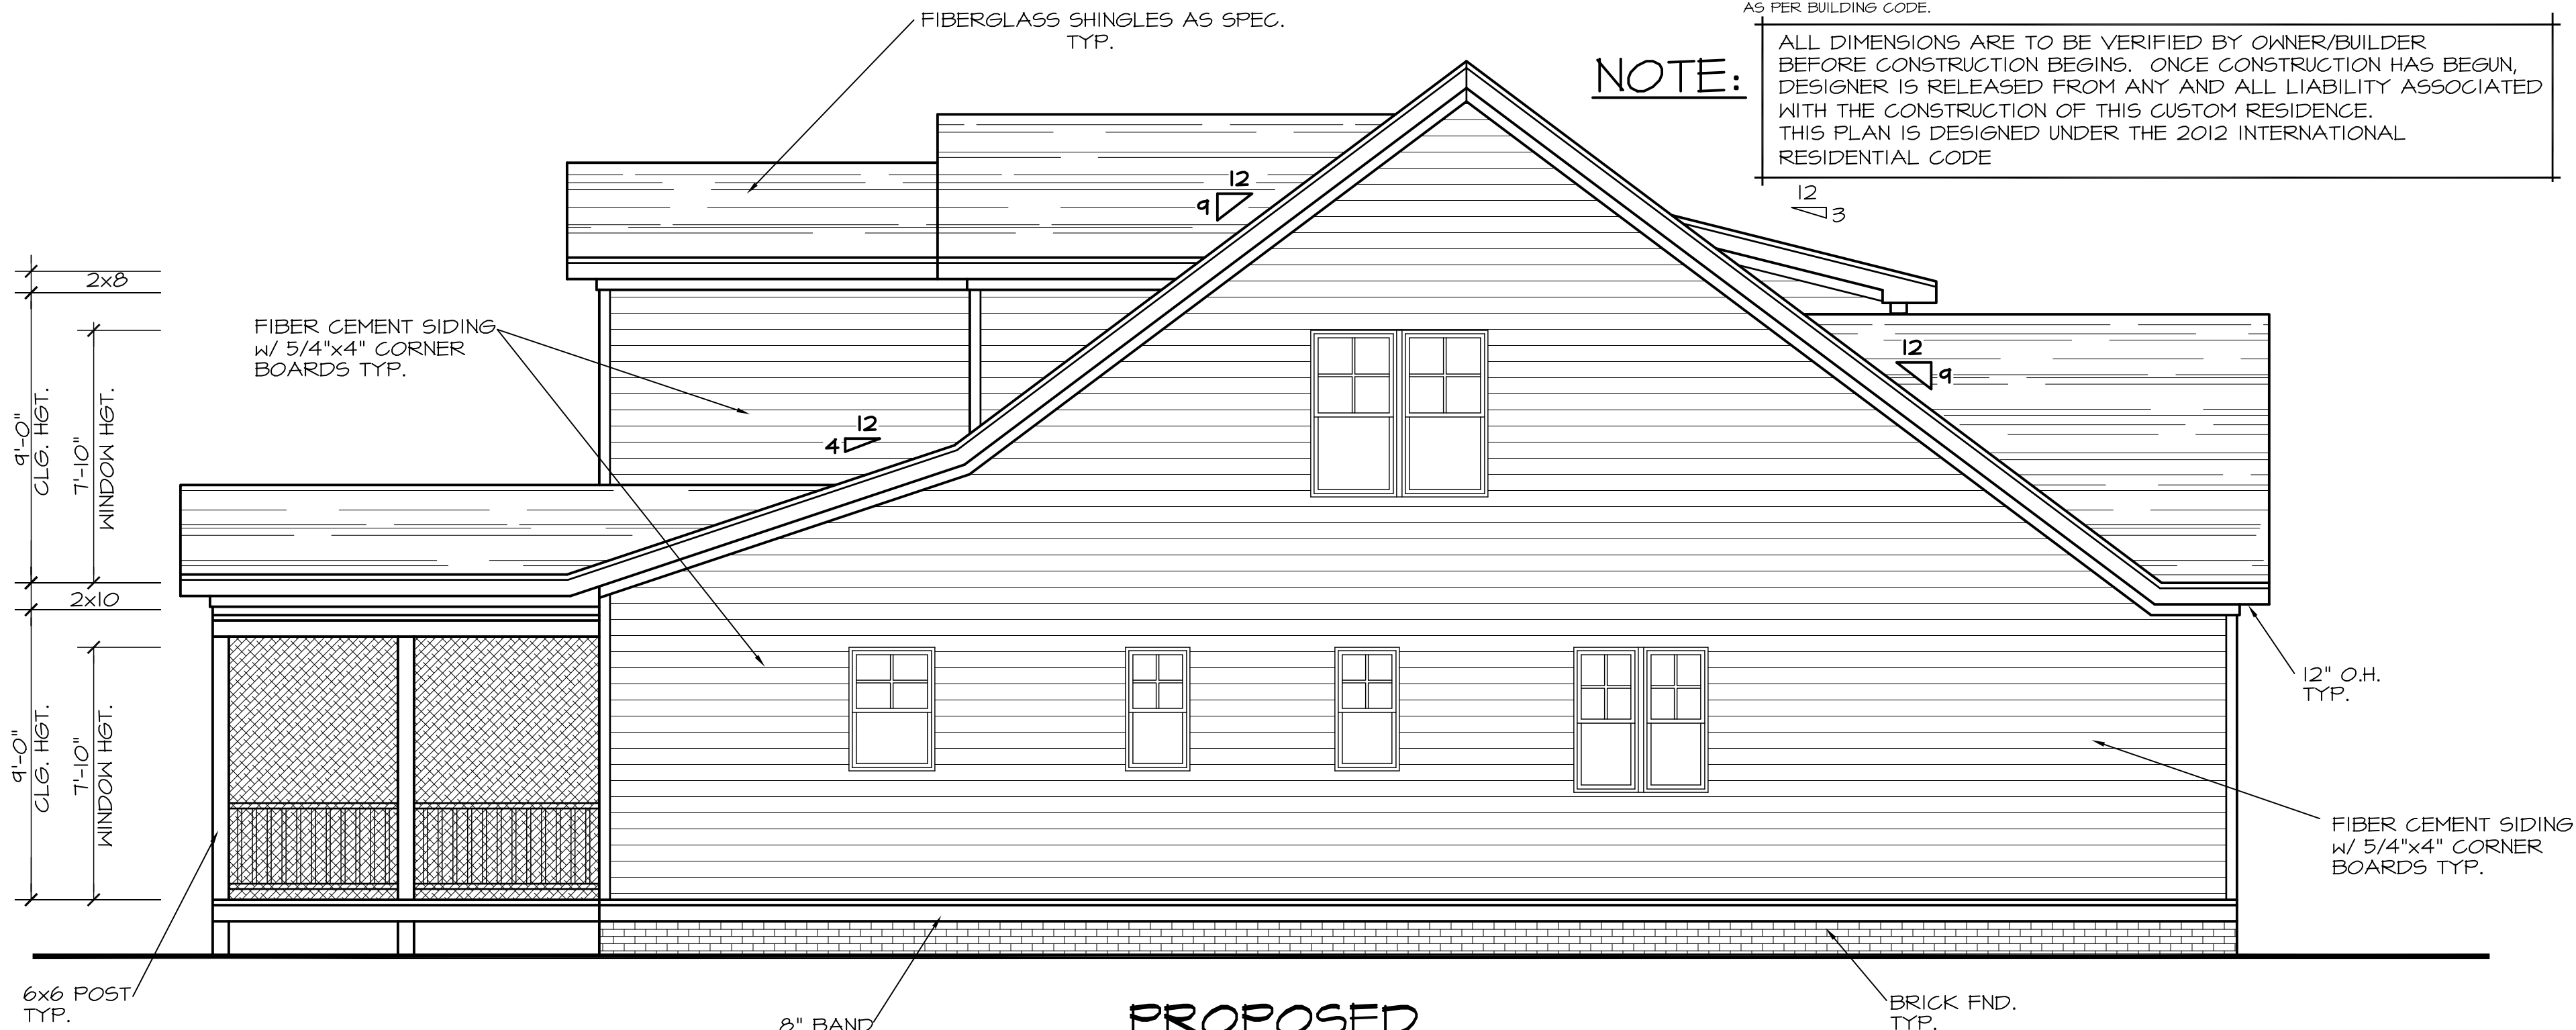 FIBERGLASS SHINGLES AS SPEC.
TYP.
AS PER BUILDING CODE.
NOTE:
ALL DIMENSIONS ARE TO BE VERIFIED BY OWNER/BUILDER
BEFORE CONSTRUCTION BEGINS. ONCE CONSTRUCTION HAS BEGUN,
DESIGNER IS RELEASED FROM ANY AND ALL LIABILITY ASSOCIATED
WITH THE CONSTRUCTION OF THIS CUSTOM RESIDENCE.
THIS PLAN IS DESIGNED UNDER THE 2012 INTERNATIONAL
RESIDENTIAL CODE
12
9
12
3
2x8
FIBER CEMENT SIDING
w/ 5/4"x4" CORNER
BOARDS TYP.
12
9
9'-0"
CLG. HGT.
7'-10"
WINDOW HGT.
12
4
2x10
9'-0"
CLG. HGT.
7'-10"
WINDOW HGT.
12" O.H.
TYP.
FIBER CEMENT SIDING
w/ 5/4"x4" CORNER
BOARDS TYP.
6x6 POST
TYP.
8" BAND
PROPOSED
BRICK FND.
TYP.